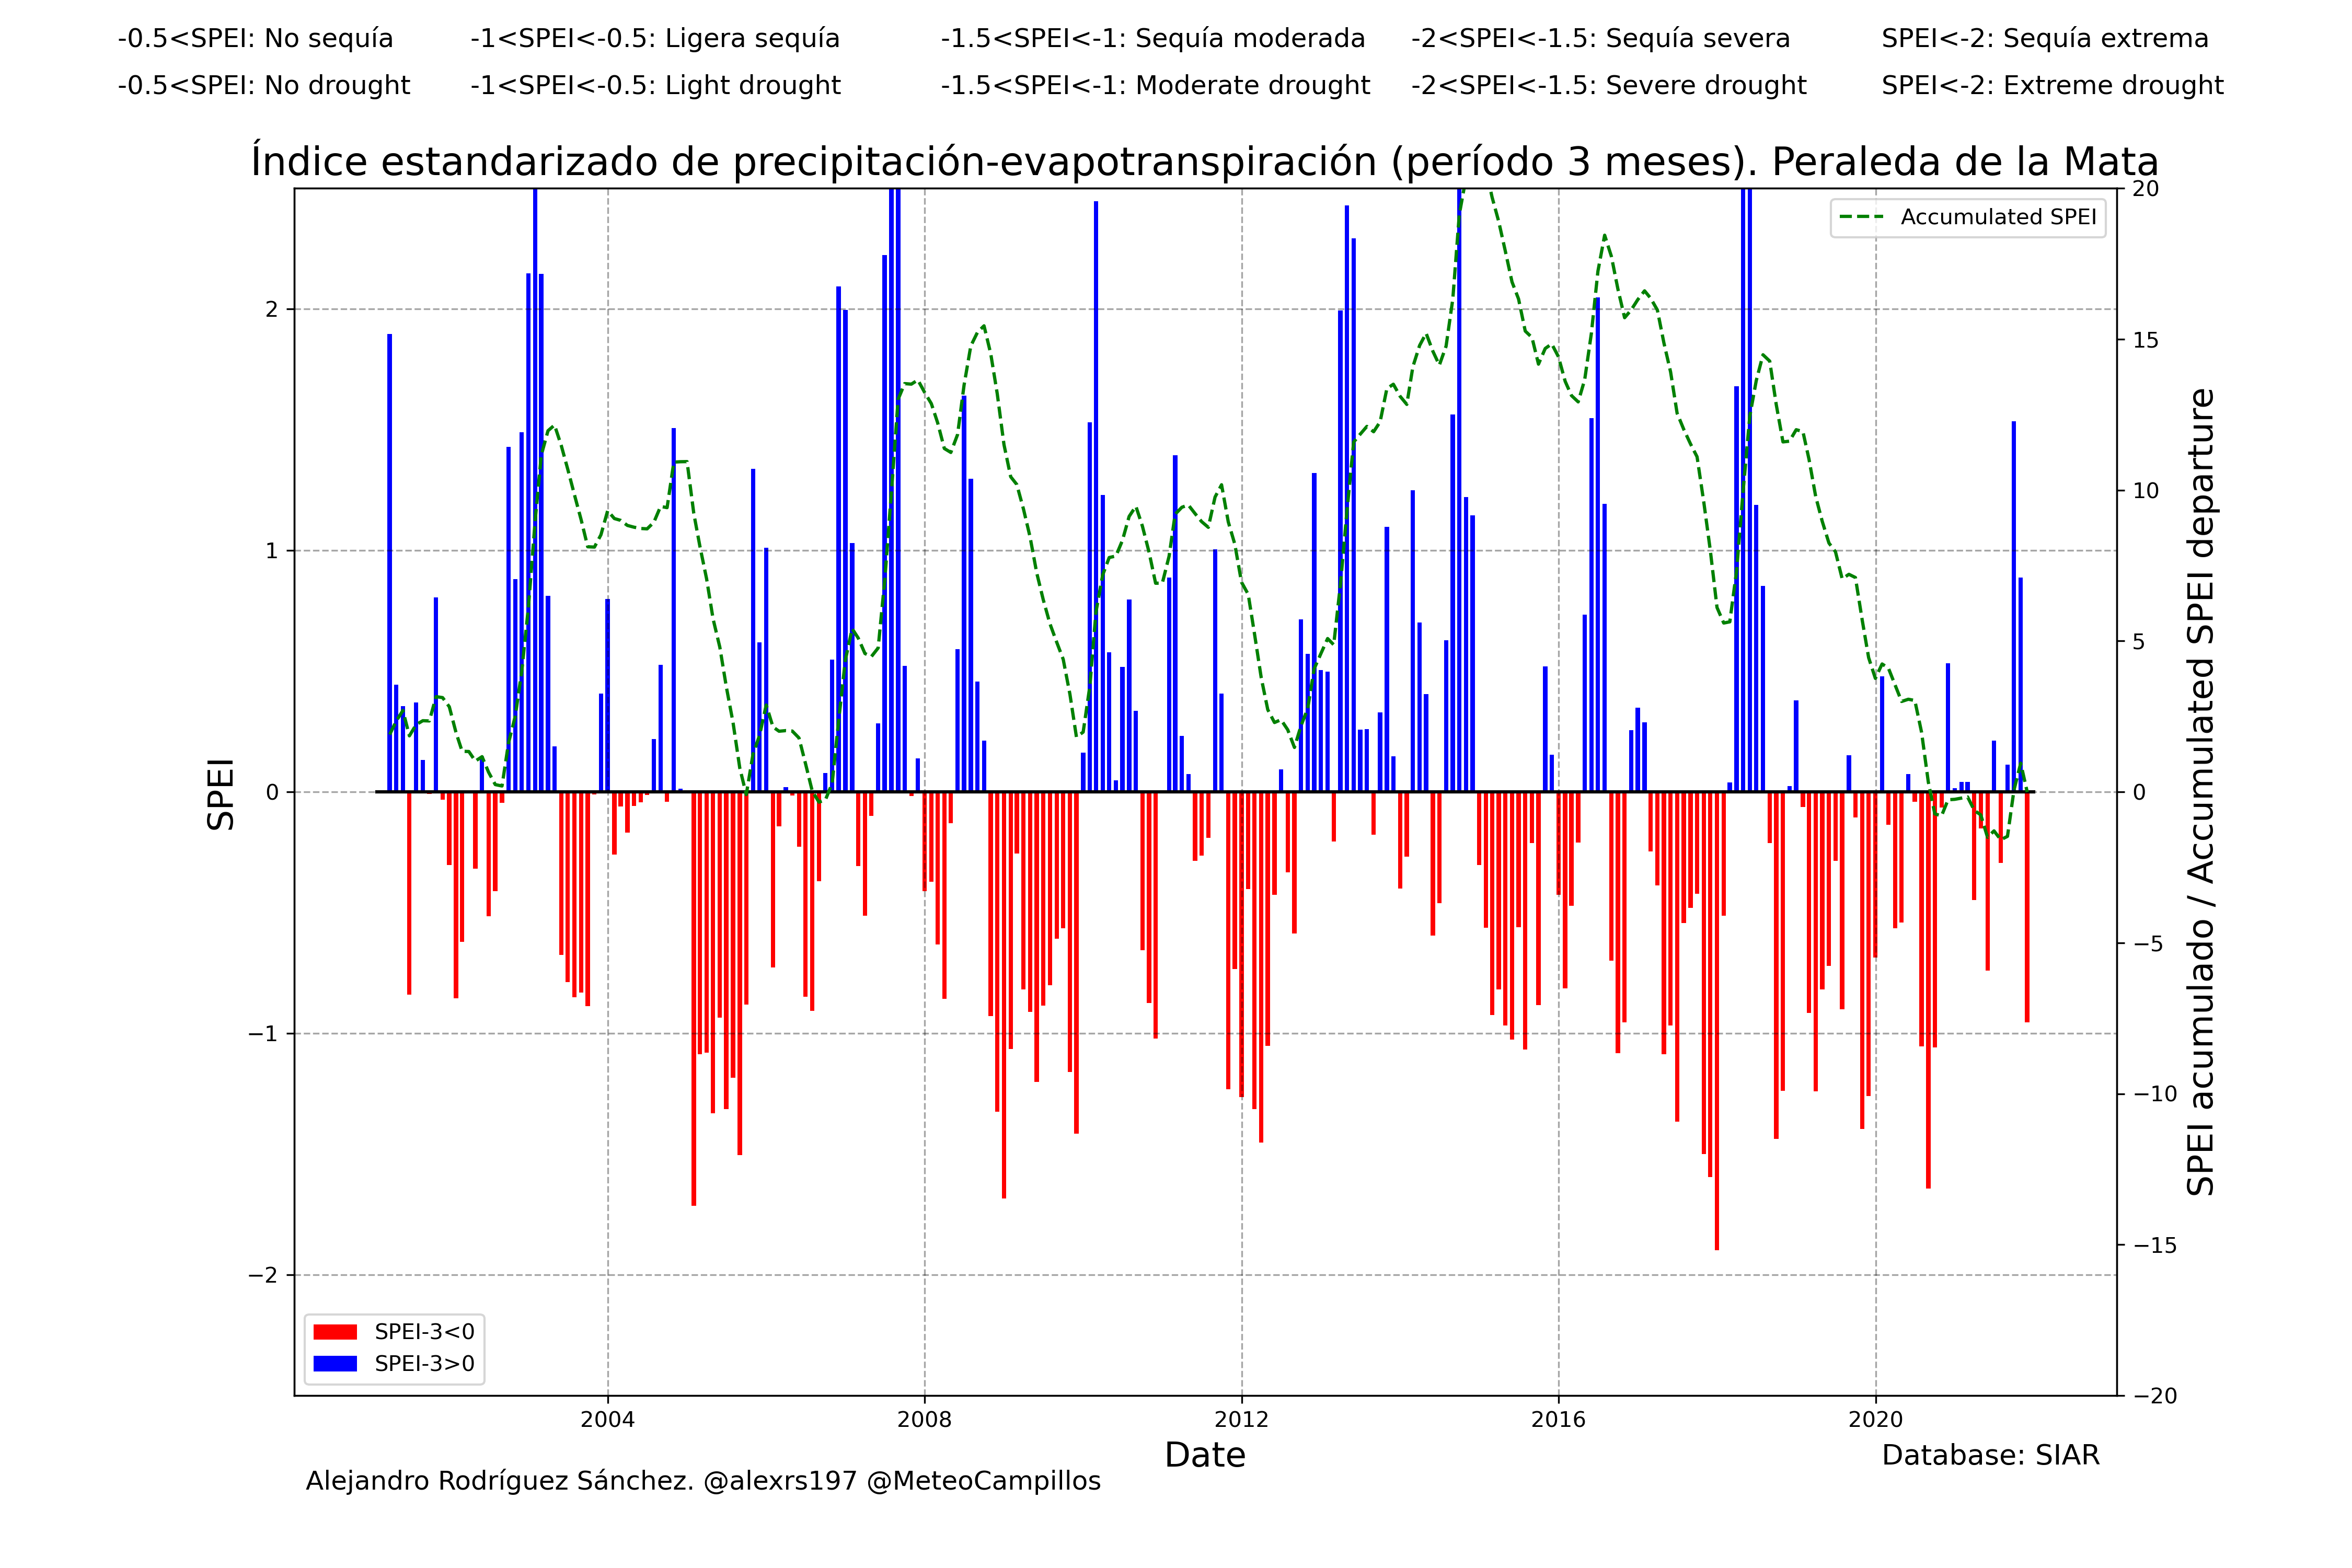 -0.5<SPEI: No sequía -1<SPEI<-0.5: Ligera sequía -1.5<SPEI<-1: Sequía moderada -2<SPEI<-1.5: Sequía severa SPEI<-2: Sequía extrema
-0.5<SPEI: No drought -1<SPEI<-0.5: Light drought -1.5<SPEI<-1: Moderate drought -2<SPEI<-1.5: Severe drought SPEI<-2: Extreme drought
Índice estandarizado de precipitación-evapotranspiración (período 3 meses). Peraleda de la Mata
Accumulated SPEI
SPEI
2
1
0
−1
−2
20
15
10
5
0
−5
−10
−15
−20
SPEI acumulado / Accumulated SPEI departure
SPEI-3<0
SPEI-3>0
2004 2008 2012 2016 2020
Date
Database: SIAR
Alejandro Rodríguez Sánchez. @alexrs197 @MeteoCampillos